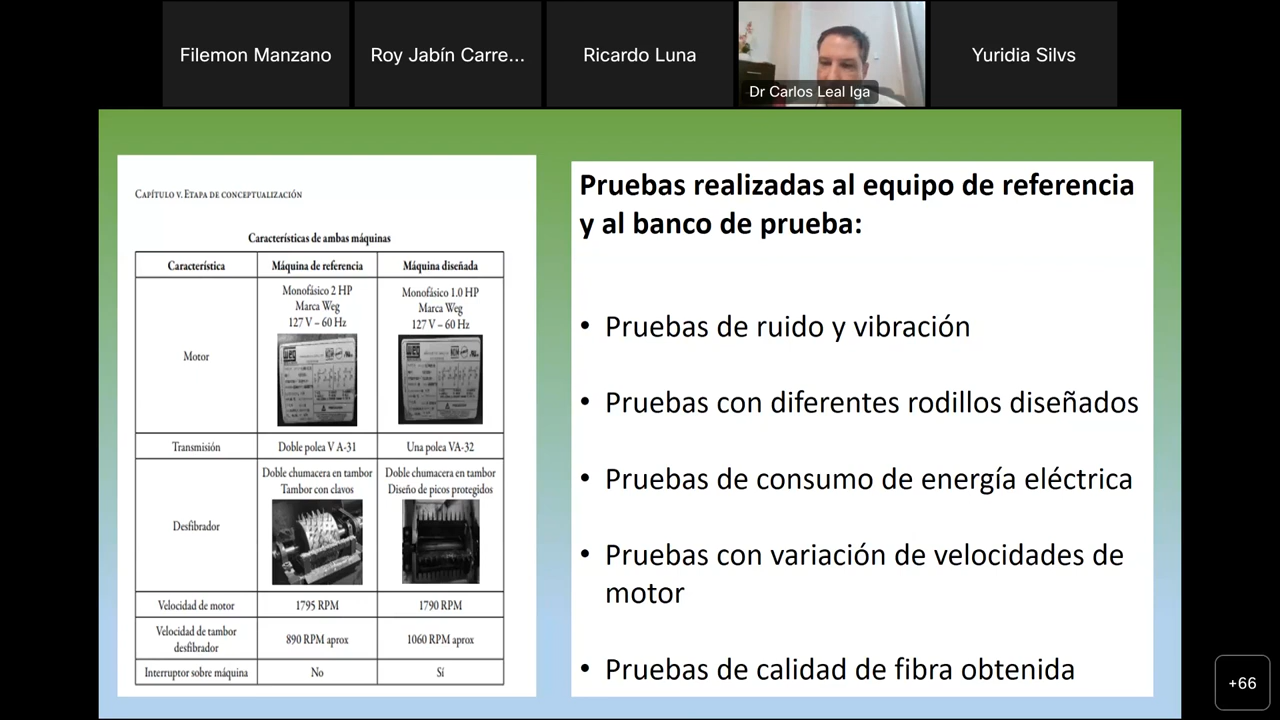 Filemon Manzano
Roy Jabín Carre...
Ricardo Luna
Dr Carlos Leal Iga
Yuridia Silvs
CAPÍTULO V. ETAPA DE CONCEPTUALIZACIÓN
Características de ambas máquinas
Característica Máquina de referencia Máquina diseñada
Motor
Monofásico 2 HP
Marca Weg
127 V – 60 Hz
Monofásico 1.0 HP
Marca Weg
127 V – 60 Hz
Transmisión Doble polea V A-31 Una polea VA-32
Desfibrador
Doble chumacera en tambor
Tambor con clavos
Doble chumacera en tambor
Diseño de picos protegidos
Velocidad de motor 1795 RPM 1790 RPM
Velocidad de tambor
desfibrador
890 RPM aprox 1060 RPM aprox
Interruptor sobre máquina No Sí
Pruebas realizadas al equipo de referencia
y al banco de prueba:
• Pruebas de ruido y vibración
• Pruebas con diferentes rodillos diseñados
• Pruebas de consumo de energía eléctrica
• Pruebas con variación de velocidades de
motor
• Pruebas de calidad de fibra obtenida
+66